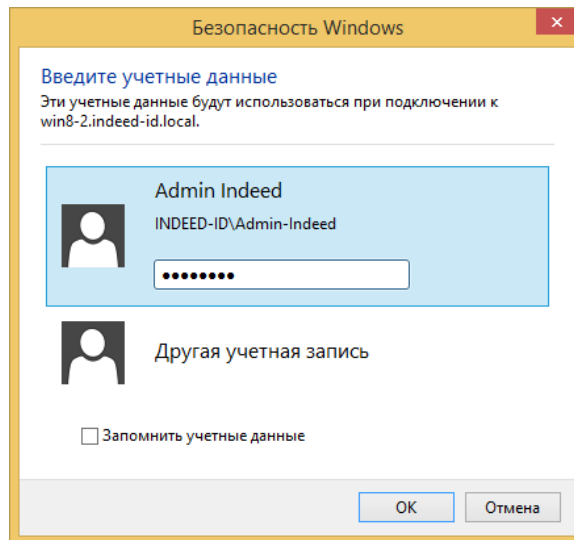 Безопасность Windows
Введите учетные данные
Эти учетные данные будут использоваться при подключении к
win8-2.indeed-id.local.
Admin Indeed
INDEED-ID\Admin-Indeed
••••••••
Другая учетная запись
Запомнить учетные данные
OK
Отмена